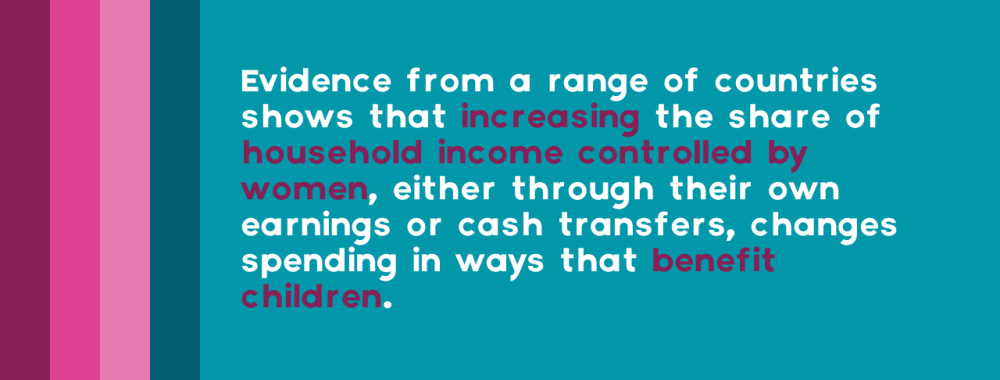 Evidence from a range of countries
shows that increasing the share of
household income controlled by
women, either through their own
earnings or cash transfers, changes
spending in ways that benefit
children.